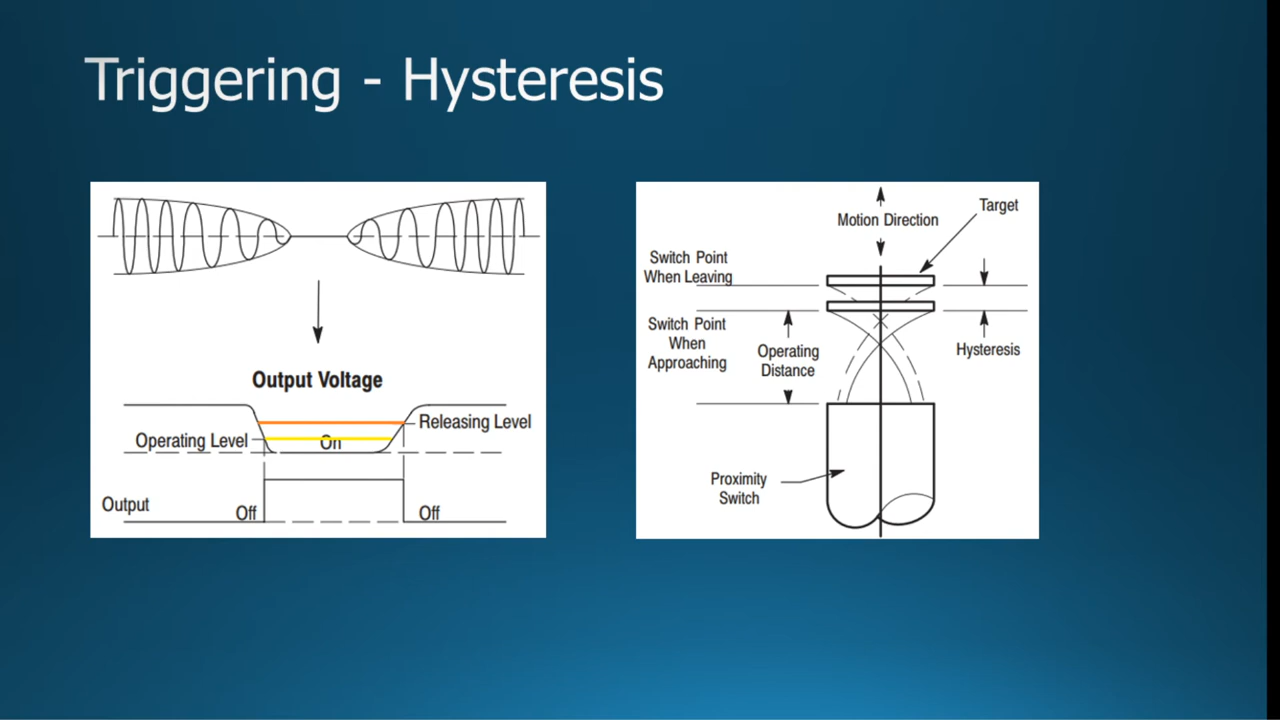 Triggering - Hysteresis
Output Voltage
Releasing Level
Operating Level
On
Output
Off
Off
Motion Direction
Target
Switch Point
When Leaving
Switch Point
When
Approaching
Operating
Distance
Hysteresis
Proximity
Switch